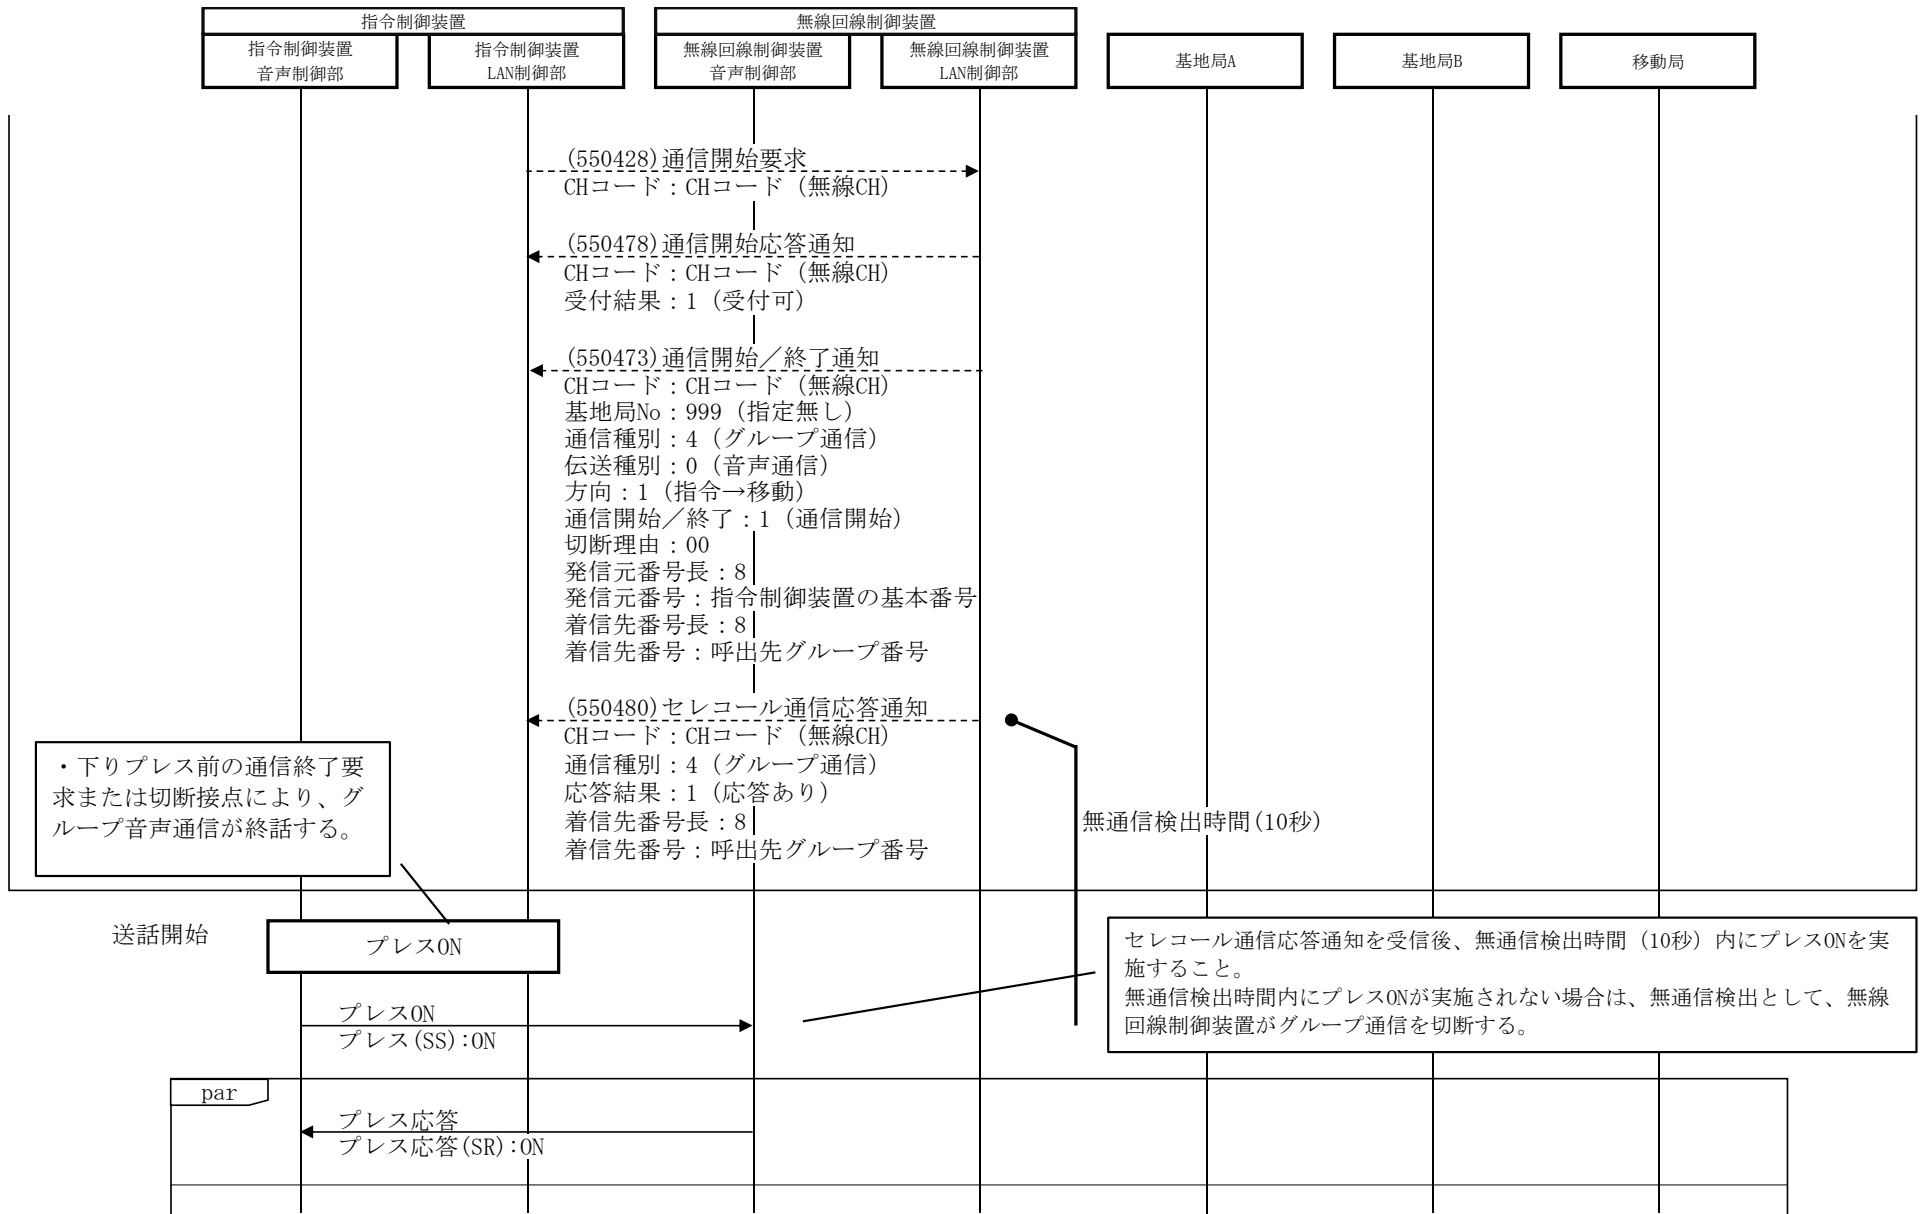 指令制御装置
無線回線制御装置
指令制御装置
音声制御部
指令制御装置
LAN制御部
無線回線制御装置
音声制御部
無線回線制御装置
LAN制御部
基地局A
基地局B
移動局
(550428)通信開始要求
CHコード：CHコード（無線CH）
(550478)通信開始応答通知
CHコード：CHコード（無線CH）
受付結果：1（受付可）
(550473)通信開始／終了通知
CHコード：CHコード（無線CH）
基地局No：999（指定無し）
通信種別：4（グループ通信）
伝送種別：0（音声通信）
方向：1（指令→移動）
通信開始／終了：1（通信開始）
切断理由：00
発信元番号長：8
発信元番号：指令制御装置の基本番号
着信先番号長：8
着信先番号：呼出先グループ番号
(550480)セレコール通信応答通知
CHコード：CHコード（無線CH）
通信種別：4（グループ通信）
応答結果：1（応答あり）
着信先番号長：8
着信先番号：呼出先グループ番号
・下りプレス前の通信終了要
求または切断接点により、グ
ループ音声通信が終話する。
無通信検出時間(10秒)
送話開始
プレスON
セレコール通信応答通知を受信後、無通信検出時間（10秒）内にプレスONを実
施すること。
無通信検出時間内にプレスONが実施されない場合は、無通信検出として、無線
回線制御装置がグループ通信を切断する。
プレスON
プレス(SS):ON
par
プレス応答
プレス応答(SR):ON